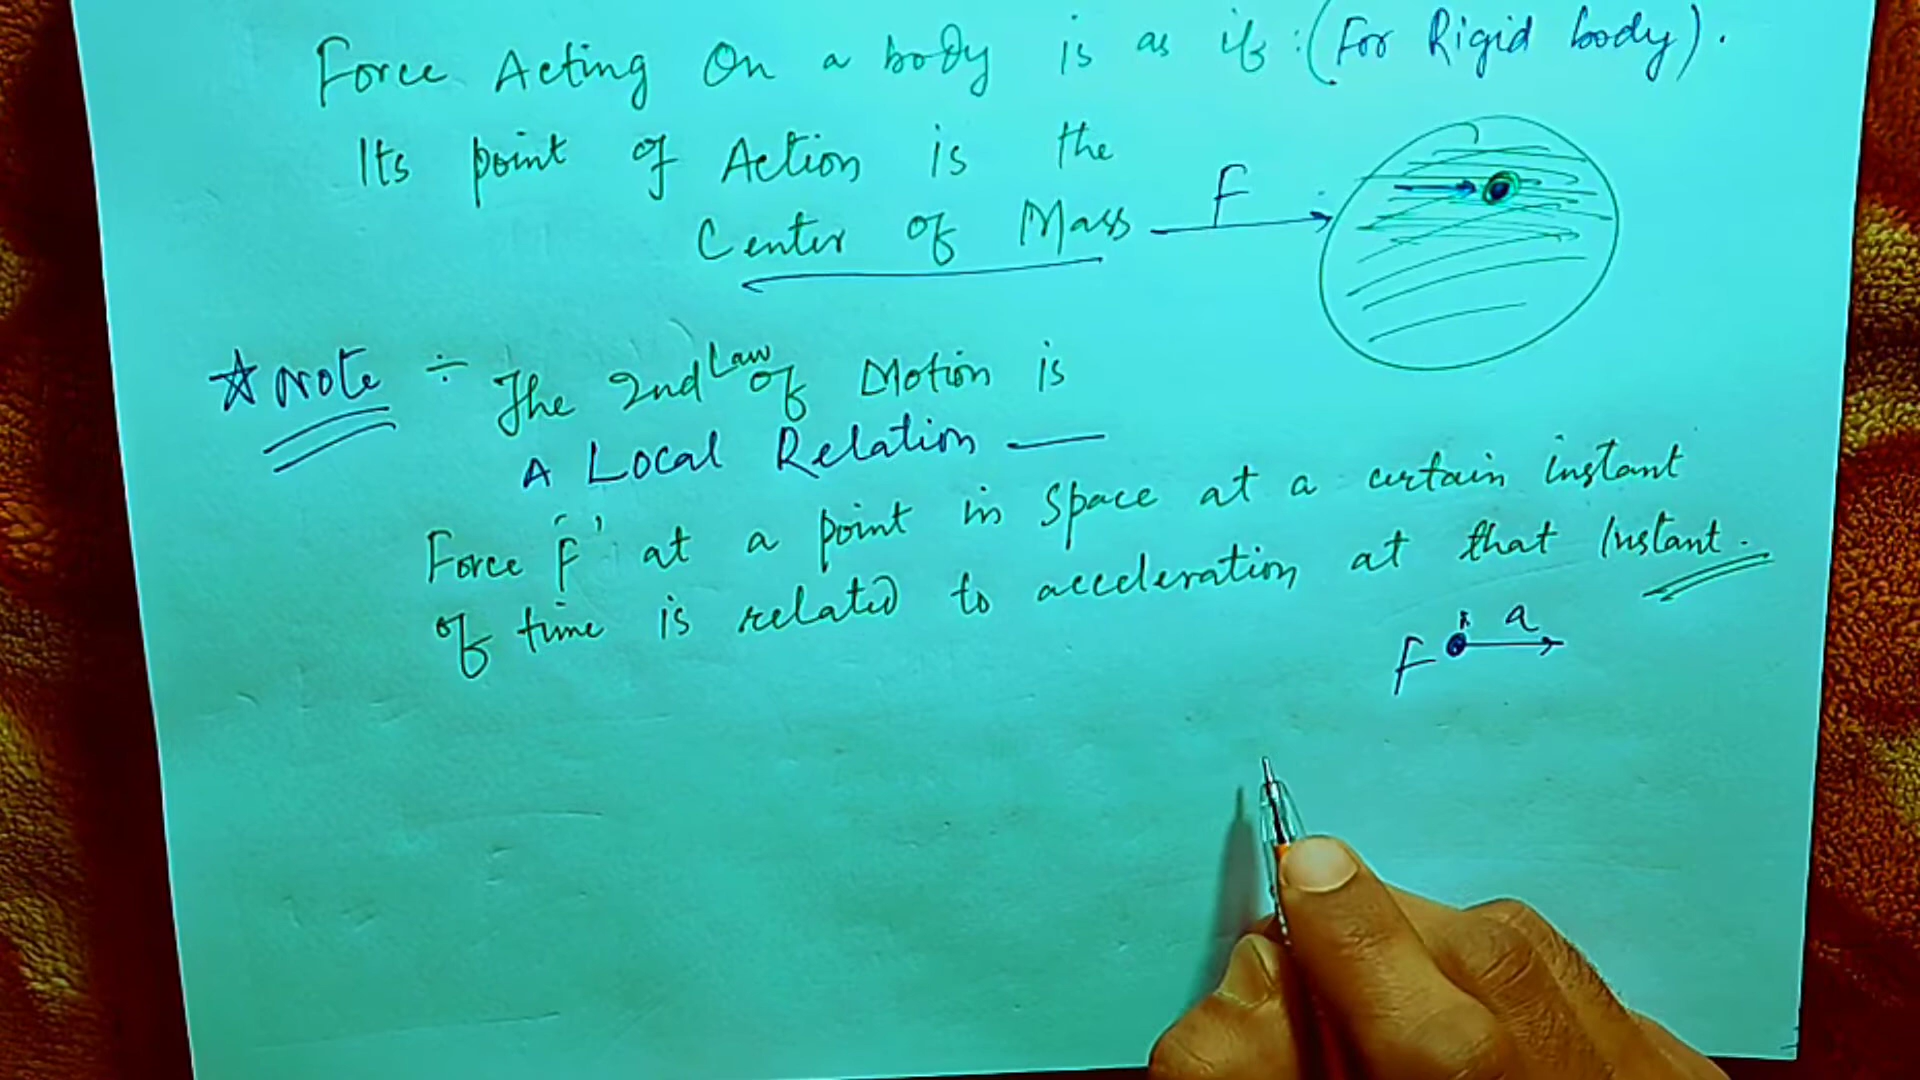 Force Acting On a body is as if : (For Rigid body).
Its point of Action is the
Center of Mass
F
☆ Note ÷ The 2nd Law of Motion is
A Local Relation —
Force 'F' at a point in space at a certain instant
of time is related to acceleration at that Instant.
F a